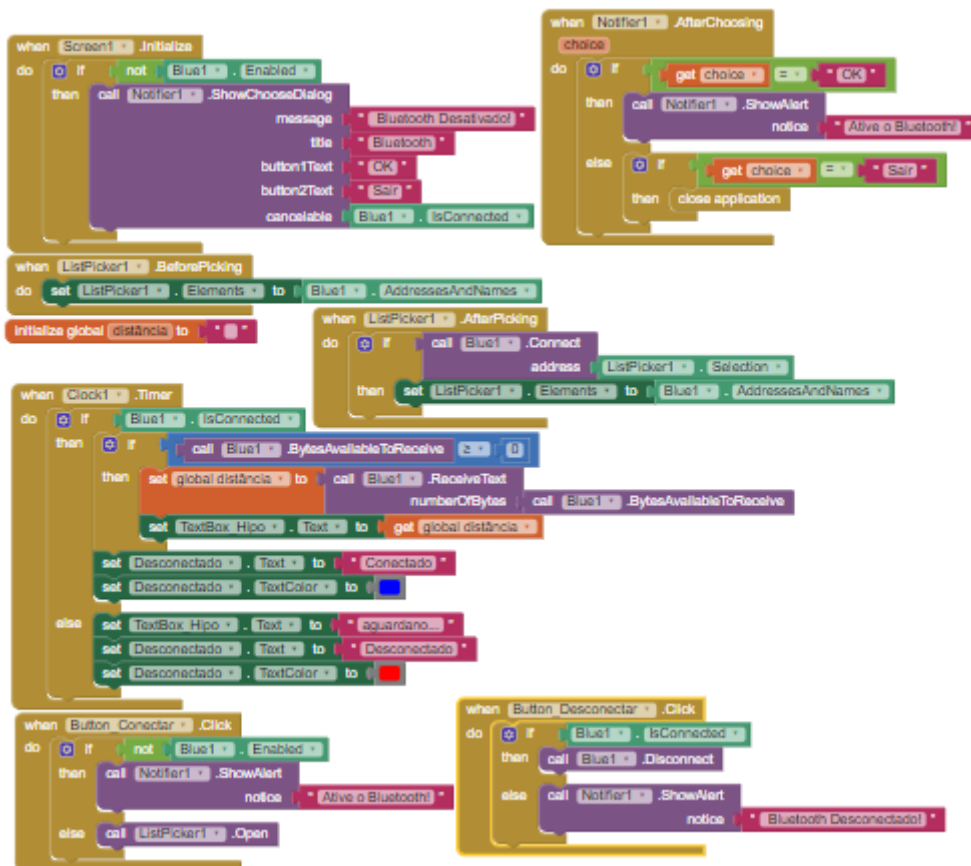 when Screen1 .Initialize
do if not Blue1 . Enabled
then call Notifier1 .ShowChooseDialog
message " Bluetooth Desativado! "
title " Bluetooth "
button1Text " OK "
button2Text " Sair "
cancelable Blue1 . IsConnected
when Notifier1 .AfterChoosing
choice
do if get choice = " OK "
then call Notifier1 .ShowAlert
notice " Ative o Bluetooth! "
else if get choice = " Sair "
then close application
when ListPicker1 .BeforePicking
do set ListPicker1 . Elements to Blue1 . AddressesAndNames
initialize global distância to " "
when ListPicker1 .AfterPicking
do if call Blue1 .Connect
address ListPicker1 . Selection
then set ListPicker1 . Elements to Blue1 . AddressesAndNames
when Clock1 .Timer
do if Blue1 . IsConnected
then if call Blue1 .BytesAvailableToReceive ≥ 0
then set global distância to call Blue1 .ReceiveText
numberOfBytes call Blue1 .BytesAvailableToReceive
set TextBox_Hipo . Text to get global distância
set Desconectado . Text to " Conectado "
set Desconectado . TextColor to
else set TextBox_Hipo . Text to " aguardano... "
set Desconectado . Text to " Desconectado "
set Desconectado . TextColor to
when Button_Conectar .Click
do if not Blue1 . Enabled
then call Notifier1 .ShowAlert
notice " Ative o Bluetooth! "
else call ListPicker1 .Open
when Button_Desconectar .Click
do if Blue1 . IsConnected
then call Blue1 .Disconnect
else call Notifier1 .ShowAlert
notice " Bluetooth Desconectado! "